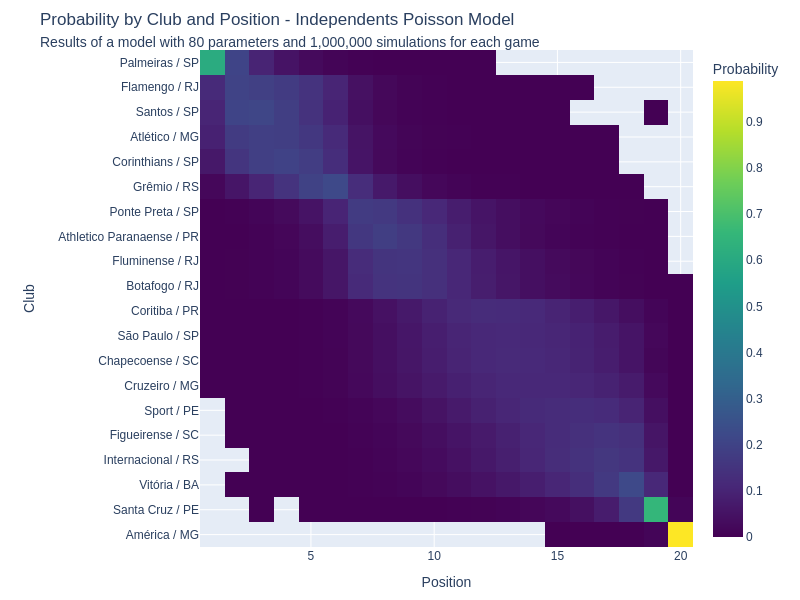 Probability by Club and Position - Independents Poisson Model
Results of a model with 80 parameters and 1,000,000 simulations for each game
Probability
Palmeiras / SP
Flamengo / RJ
Santos / SP
Atlético / MG
Corinthians / SP
Grêmio / RS
Ponte Preta / SP
Athletico Paranaense / PR
Fluminense / RJ
Botafogo / RJ
Coritiba / PR
São Paulo / SP
Chapecoense / SC
Cruzeiro / MG
Sport / PE
Figueirense / SC
Internacional / RS
Vitória / BA
Santa Cruz / PE
América / MG
Club
5
10
15
20
Position
0.9
0.8
0.7
0.6
0.5
0.4
0.3
0.2
0.1
0